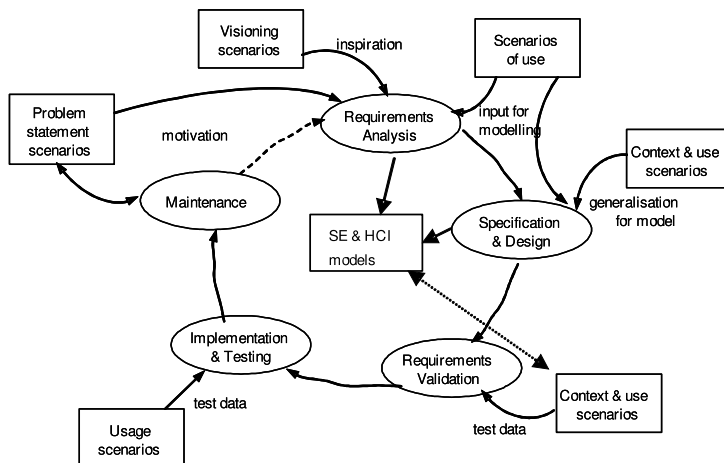 Visioning
scenarios
inspiration
Scenarios
of use
Problem
statement
scenarios
motivation
Requirements
Analysis
input for
modelling
Context & use
scenarios
Maintenance
generalisation
for model
SE & HCI
models
Specification
& Design
Implementation
& Testing
Requirements
Validation
Context & use
scenarios
test data
test data
Usage
scenarios